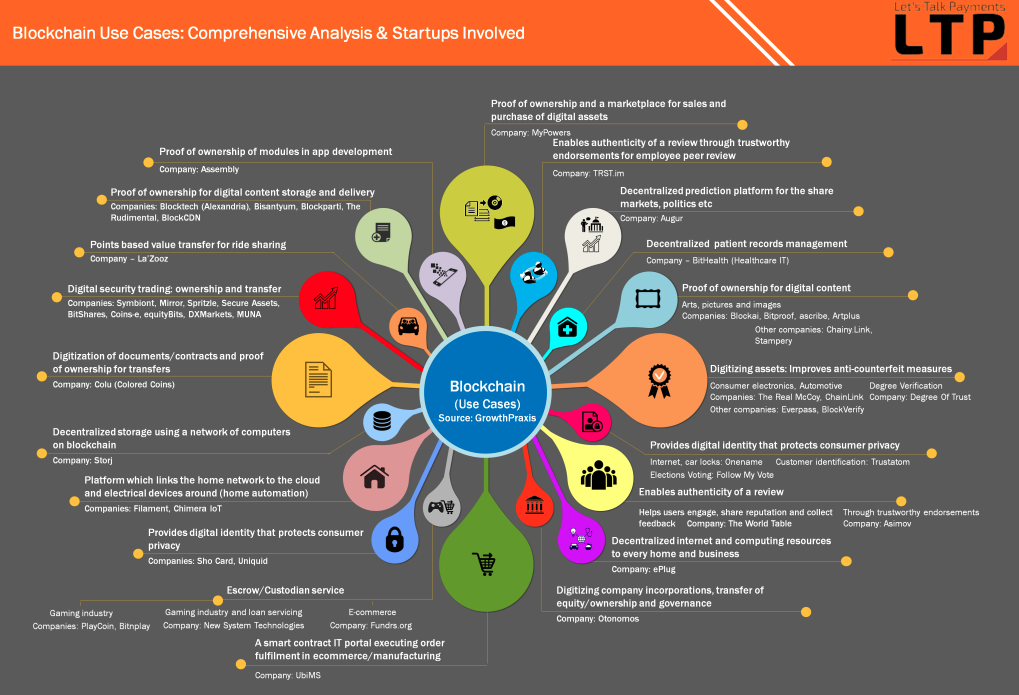 Blockchain Use Cases: Comprehensive Analysis & Startups Involved
Let's Talk Payments
LTP
Proof of ownership and a marketplace for sales and
purchase of digital assets
Company: MyPowers
Enables authenticity of a review through trustworthy
endorsements for employee peer review
Company: TRST.im
Decentralized prediction platform for the share
markets, politics etc
Company: Augur
Decentralized patient records management
Company – BitHealth (Healthcare IT)
Proof of ownership for digital content
Arts, pictures and images
Companies: Blockai, Bitproof, ascribe, Artplus
Other companies: Chainy.Link,
Stampery
Digitizing assets: Improves anti-counterfeit measures
Consumer electronics, Automotive Degree Verification
Companies: The Real McCoy, ChainLink Company: Degree Of Trust
Other companies: Everpass, BlockVerify
Provides digital identity that protects consumer privacy
Internet, car locks: Onename Customer identification: Trustatom
Elections Voting: Follow My Vote
Enables authenticity of a review
Helps users engage, share reputation and collect
feedback Company: The World Table
Through trustworthy endorsements
Company: Asimov
Decentralized internet and computing resources
to every home and business
Company: ePlug
Digitizing company incorporations, transfer of
equity/ownership and governance
Company: Otonomos
Proof of ownership of modules in app development
Company: Assembly
Proof of ownership for digital content storage and delivery
Companies: Blocktech (Alexandria), Bisantyum, Blockparti, The
Rudimental, BlockCDN
Points based value transfer for ride sharing
Company – La'Zooz
Digital security trading: ownership and transfer
Companies: Symbiont, Mirror, Spritzle, Secure Assets,
BitShares, Coins-e, equityBits, DXMarkets, MUNA
Digitization of documents/contracts and proof
of ownership for transfers
Company: Colu (Colored Coins)
Decentralized storage using a network of computers
on blockchain
Company: Storj
Platform which links the home network to the cloud
and electrical devices around (home automation)
Companies: Filament, Chimera IoT
Provides digital identity that protects consumer
privacy
Companies: Sho Card, Uniquid
Escrow/Custodian service
Gaming industry
Companies: PlayCoin, Bitnplay
Gaming industry and loan servicing
Company: New System Technologies
E-commerce
Company: Fundrs.org
A smart contract IT portal executing order
fulfilment in ecommerce/manufacturing
Company: UbiMS
Blockchain
(Use Cases)
Source: GrowthPraxis